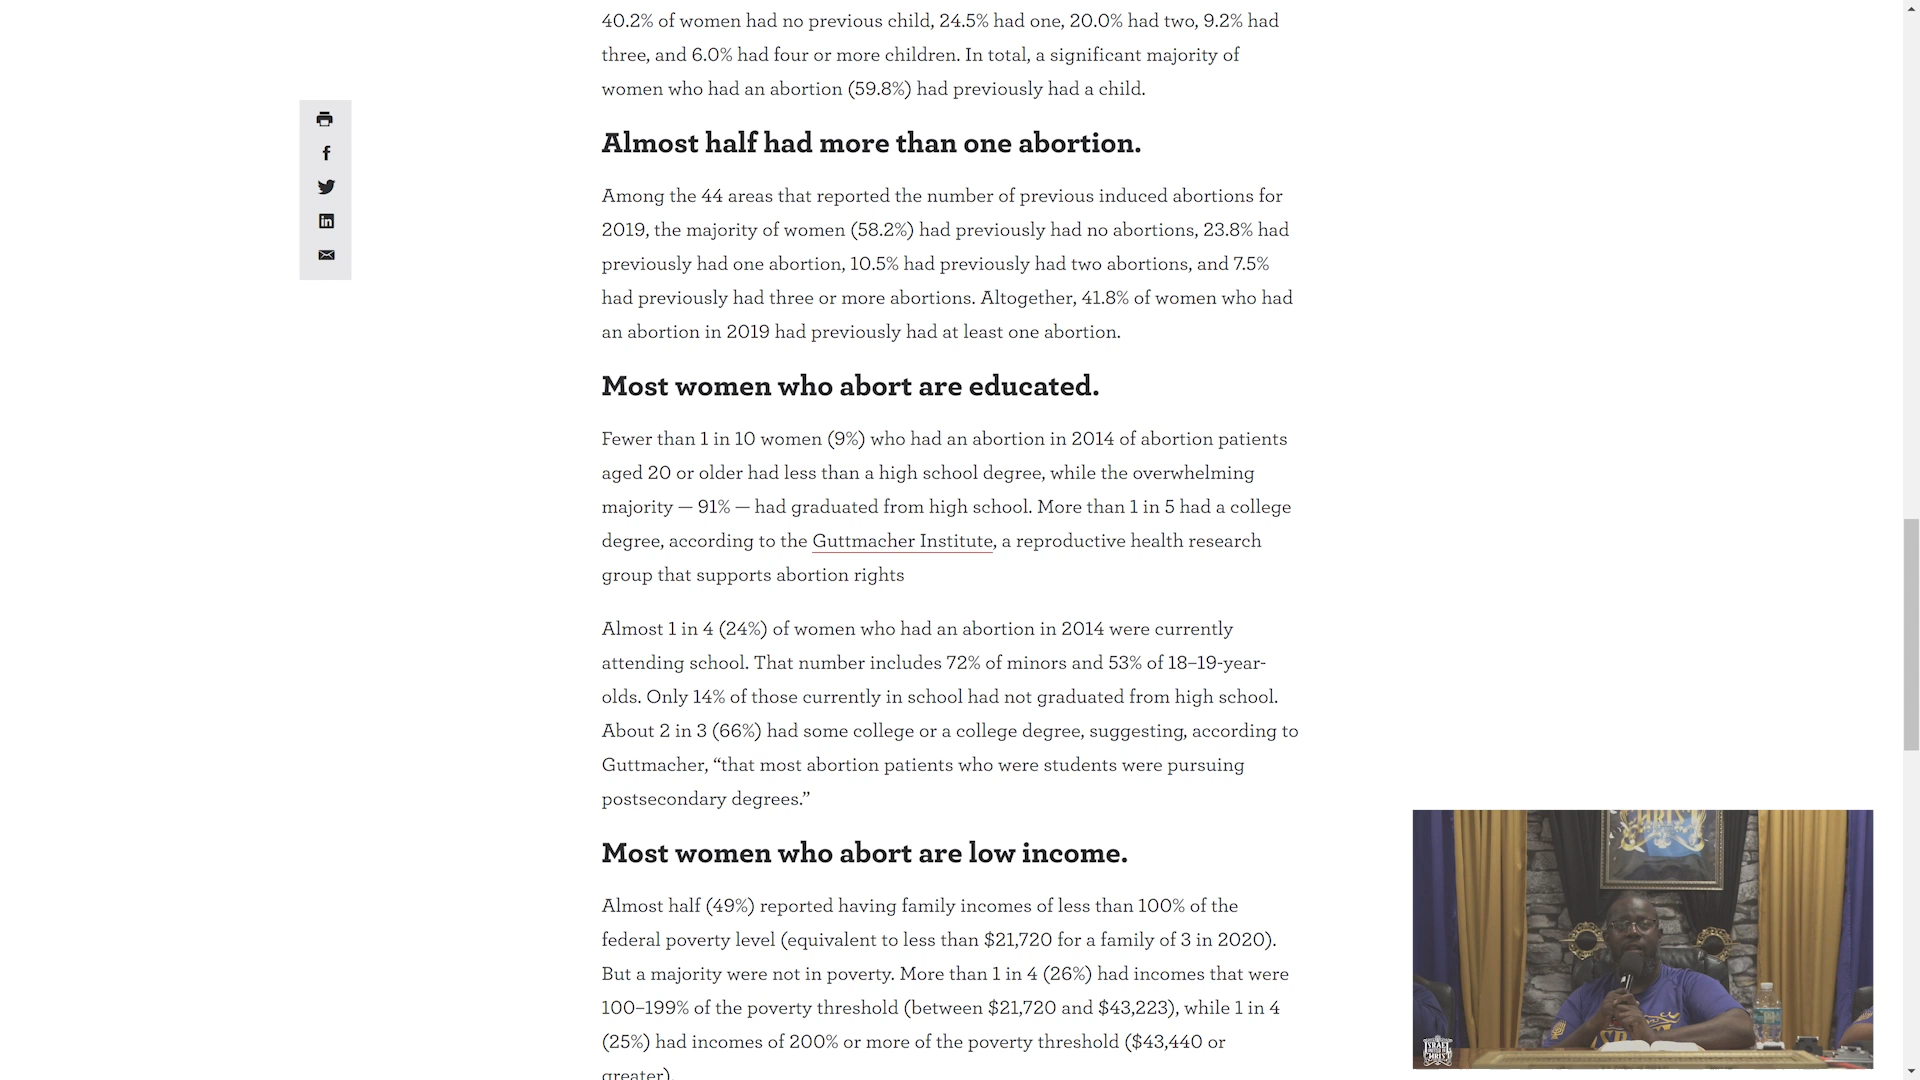 40.2% of women had no previous child, 24.5% had one, 20.0% had two, 9.2% had
three, and 6.0% had four or more children. In total, a significant majority of
women who had an abortion (59.8%) had previously had a child.
Almost half had more than one abortion.
Among the 44 areas that reported the number of previous induced abortions for
2019, the majority of women (58.2%) had previously had no abortions, 23.8% had
previously had one abortion, 10.5% had previously had two abortions, and 7.5%
had previously had three or more abortions. Altogether, 41.8% of women who had
an abortion in 2019 had previously had at least one abortion.
Most women who abort are educated.
Fewer than 1 in 10 women (9%) who had an abortion in 2014 of abortion patients
aged 20 or older had less than a high school degree, while the overwhelming
majority — 91% — had graduated from high school. More than 1 in 5 had a college
degree, according to the Guttmacher Institute, a reproductive health research
group that supports abortion rights
Almost 1 in 4 (24%) of women who had an abortion in 2014 were currently
attending school. That number includes 72% of minors and 53% of 18–19-year-
olds. Only 14% of those currently in school had not graduated from high school.
About 2 in 3 (66%) had some college or a college degree, suggesting, according to
Guttmacher, “that most abortion patients who were students were pursuing
postsecondary degrees.”
Most women who abort are low income.
Almost half (49%) reported having family incomes of less than 100% of the
federal poverty level (equivalent to less than $21,720 for a family of 3 in 2020).
But a majority were not in poverty. More than 1 in 4 (26%) had incomes that were
100–199% of the poverty threshold (between $21,720 and $43,223), while 1 in 4
(25%) had incomes of 200% or more of the poverty threshold ($43,440 or
greater).
ISRAEL
CHRIST